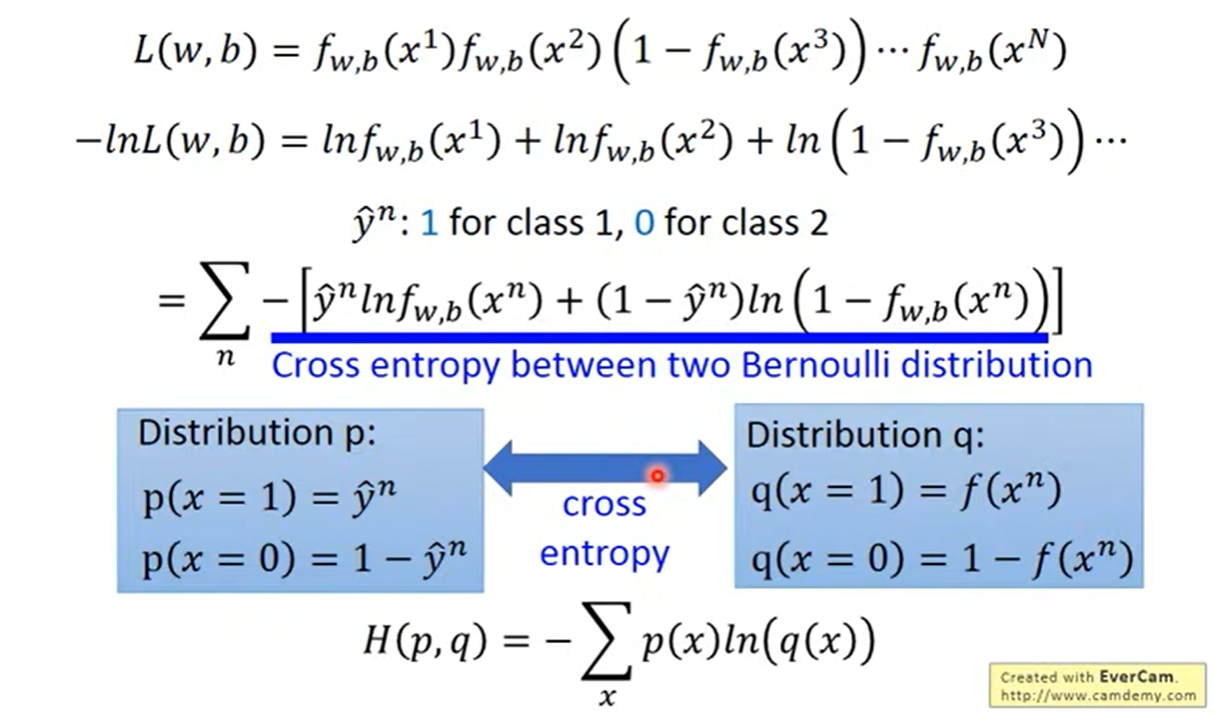 L(w, b) = f_{w,b}(x^1)f_{w,b}(x^2)(1 − f_{w,b}(x^3)) ⋯ f_{w,b}(x^N)
−lnL(w, b) = lnf_{w,b}(x^1) + lnf_{w,b}(x^2) + ln(1 − f_{w,b}(x^3)) ⋯
ŷ^n: 1 for class 1, 0 for class 2
= ∑_n −[ŷ^n lnf_{w,b}(x^n) + (1 − ŷ^n)ln(1 − f_{w,b}(x^n))]
Cross entropy between two Bernoulli distribution
Distribution p:
p(x = 1) = ŷ^n
p(x = 0) = 1 − ŷ^n
cross
entropy
Distribution q:
q(x = 1) = f(x^n)
q(x = 0) = 1 − f(x^n)
H(p, q) = − ∑_x p(x)ln(q(x))
Created with EverCam.
http://www.camdemy.com